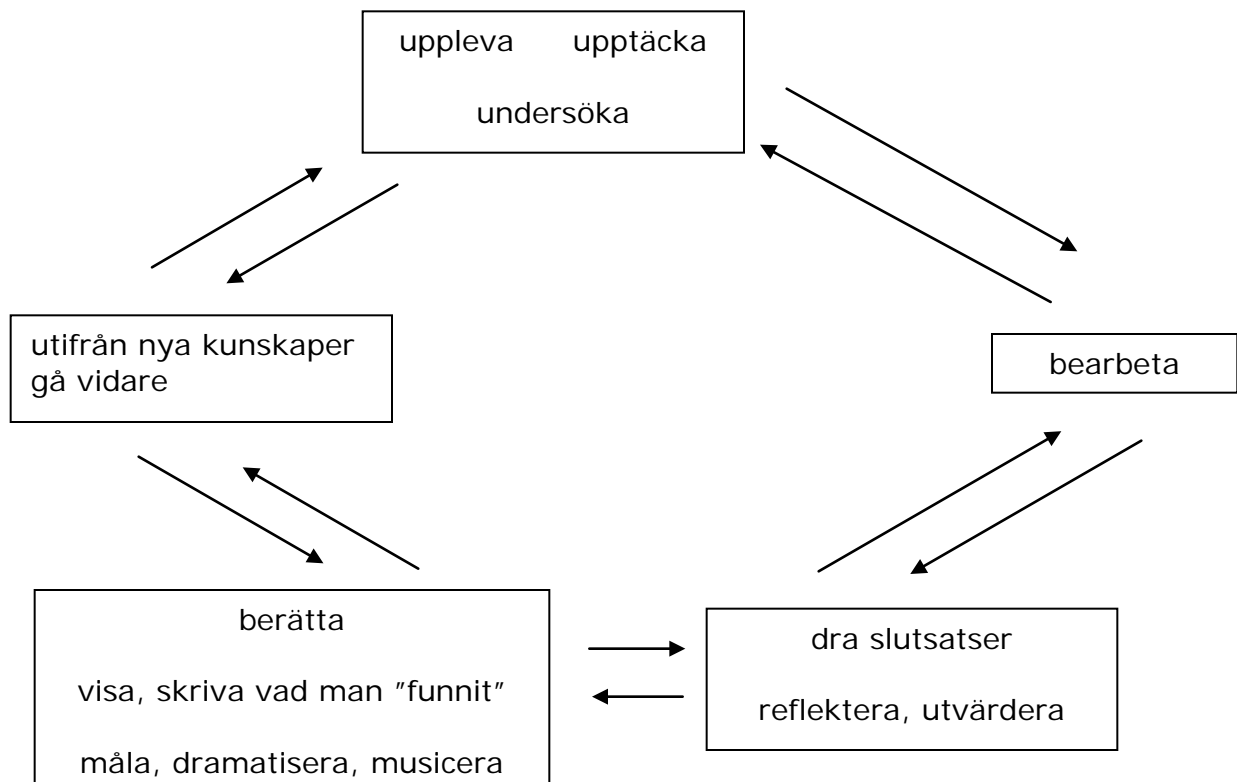 uppleva upptäcka
undersöka
utifrån nya kunskaper
gå vidare
bearbeta
berätta
visa, skriva vad man ”funnit”
måla, dramatisera, musicera
dra slutsatser
reflektera, utvärdera